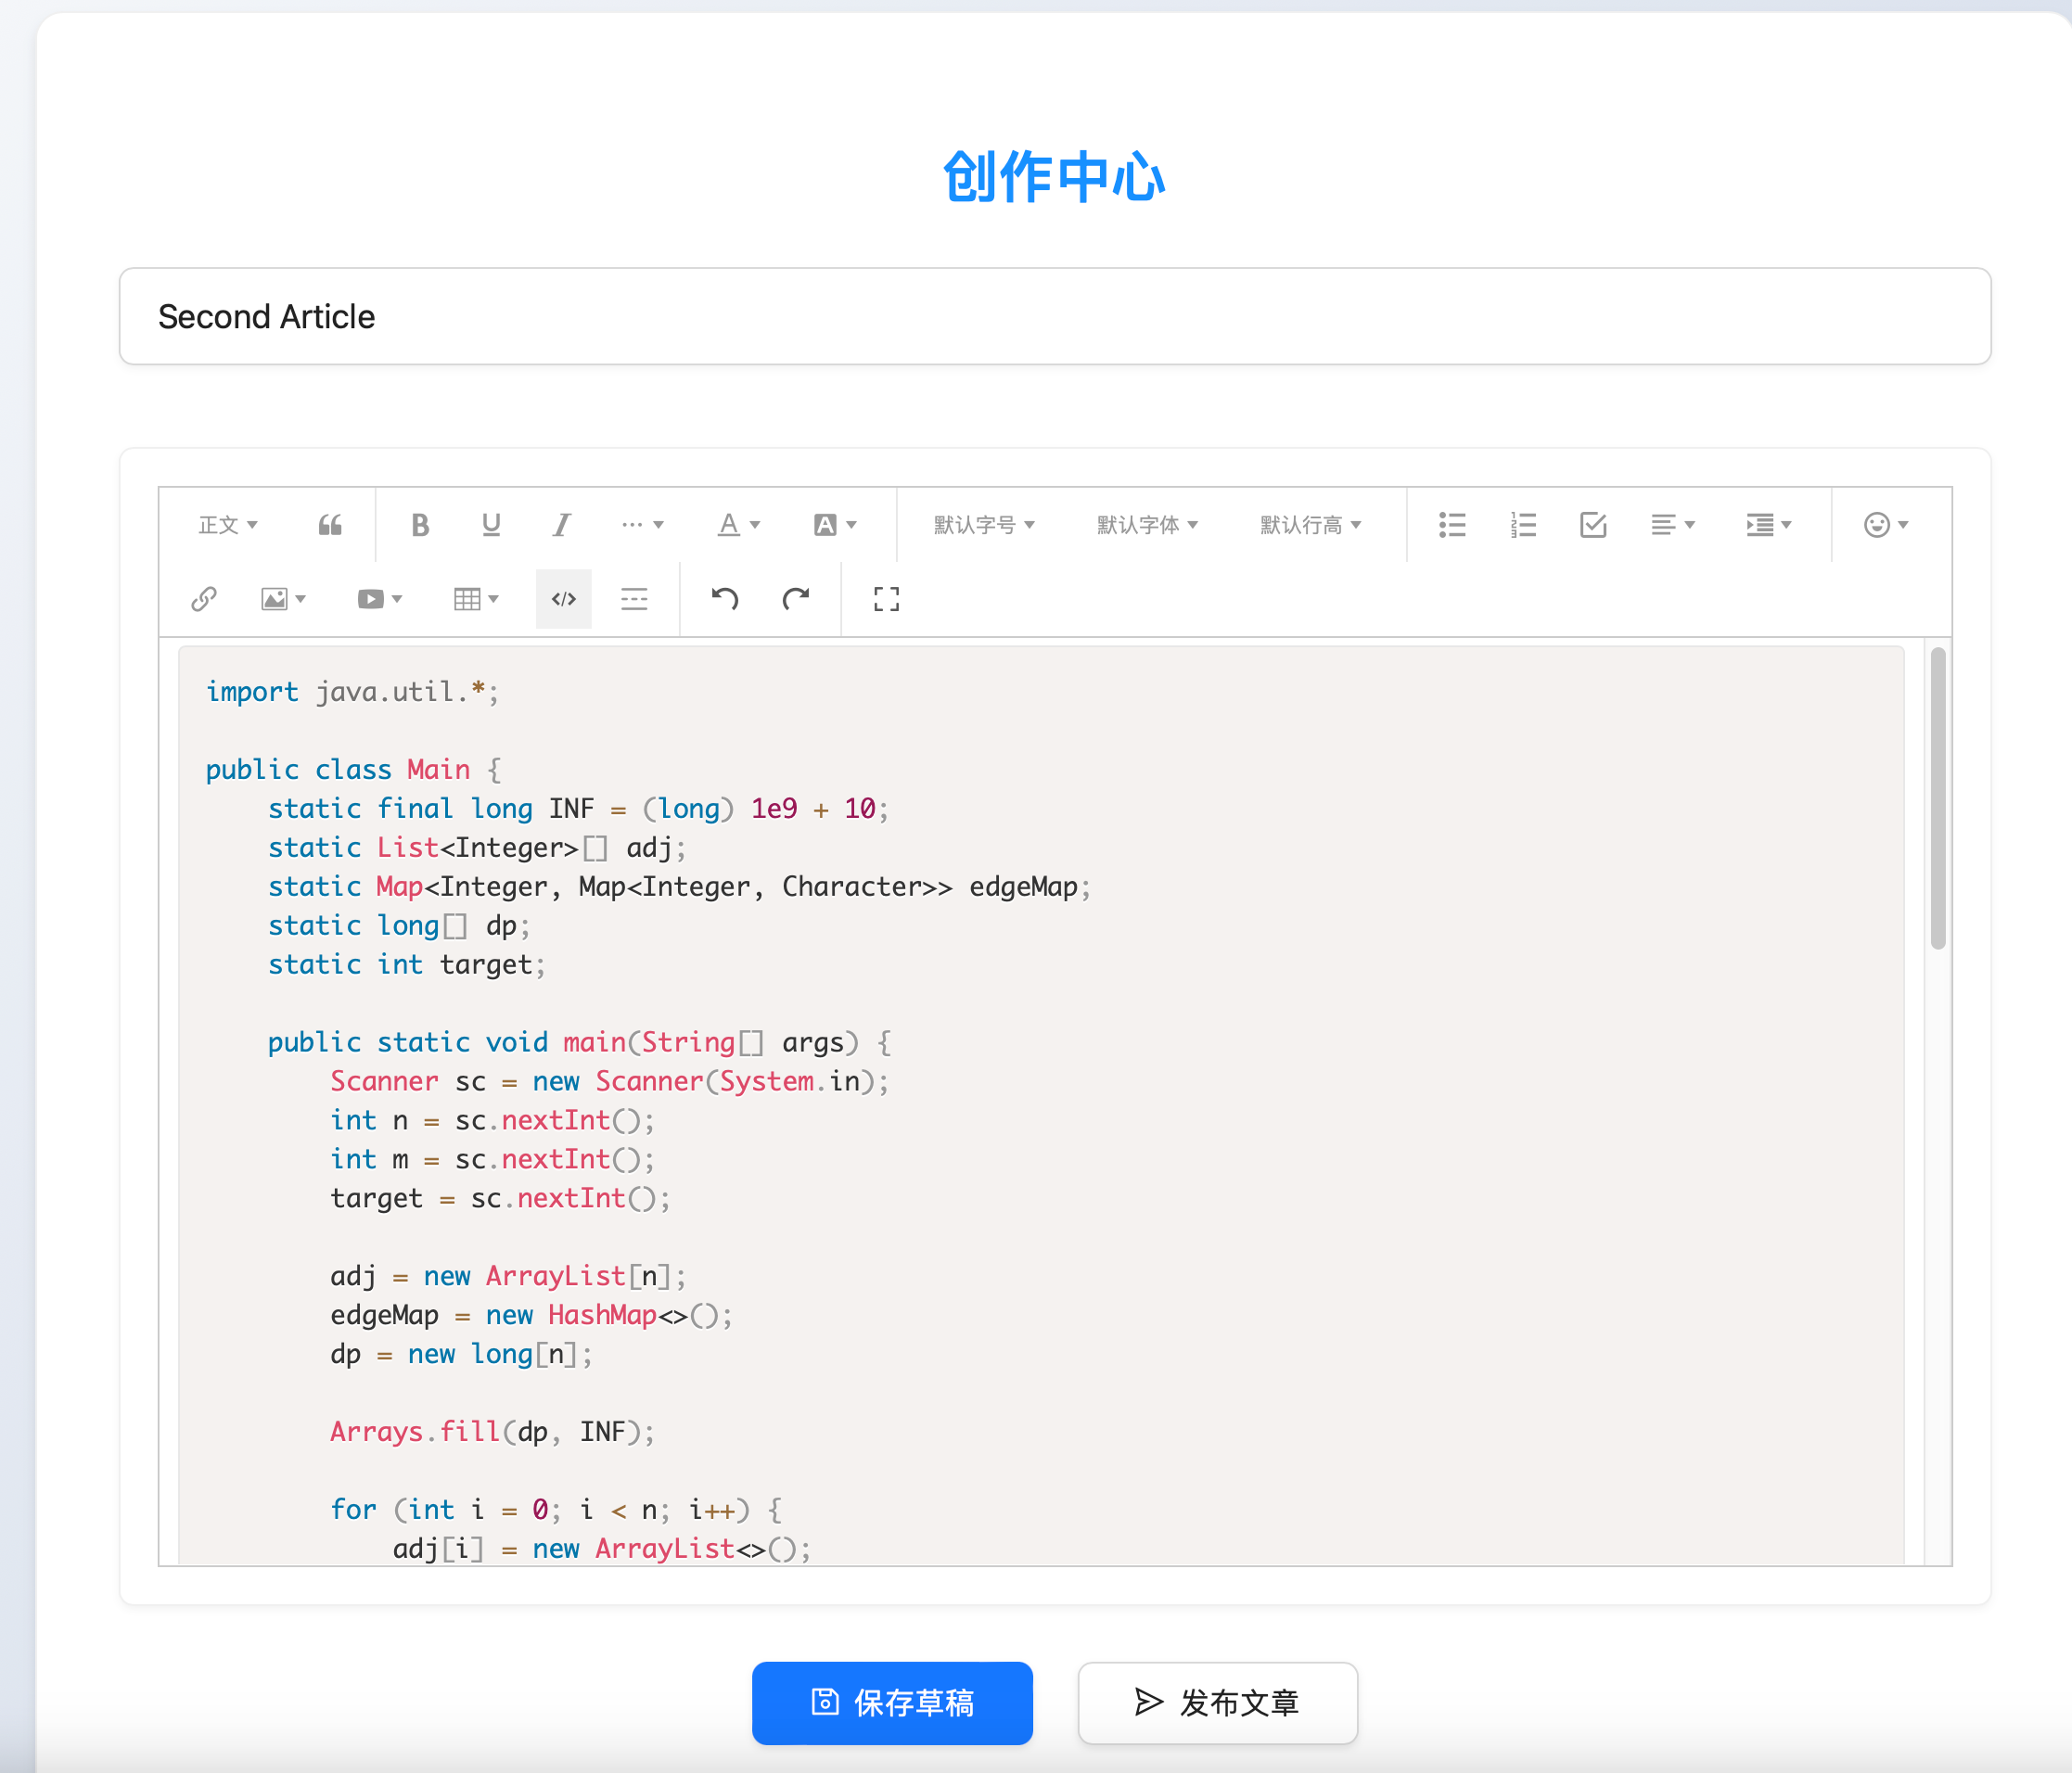 创作中心
Second Article
正文 B U I ··· A A 默认字号 默认字体 默认行高
import java.util.*;

public class Main {
    static final long INF = (long) 1e9 + 10;
    static List<Integer>[] adj;
    static Map<Integer, Map<Integer, Character>> edgeMap;
    static long[] dp;
    static int target;

    public static void main(String[] args) {
        Scanner sc = new Scanner(System.in);
        int n = sc.nextInt();
        int m = sc.nextInt();
        target = sc.nextInt();

        adj = new ArrayList[n];
        edgeMap = new HashMap<>();
        dp = new long[n];

        Arrays.fill(dp, INF);

        for (int i = 0; i < n; i++) {
            adj[i] = new ArrayList<>();
保存草稿 发布文章